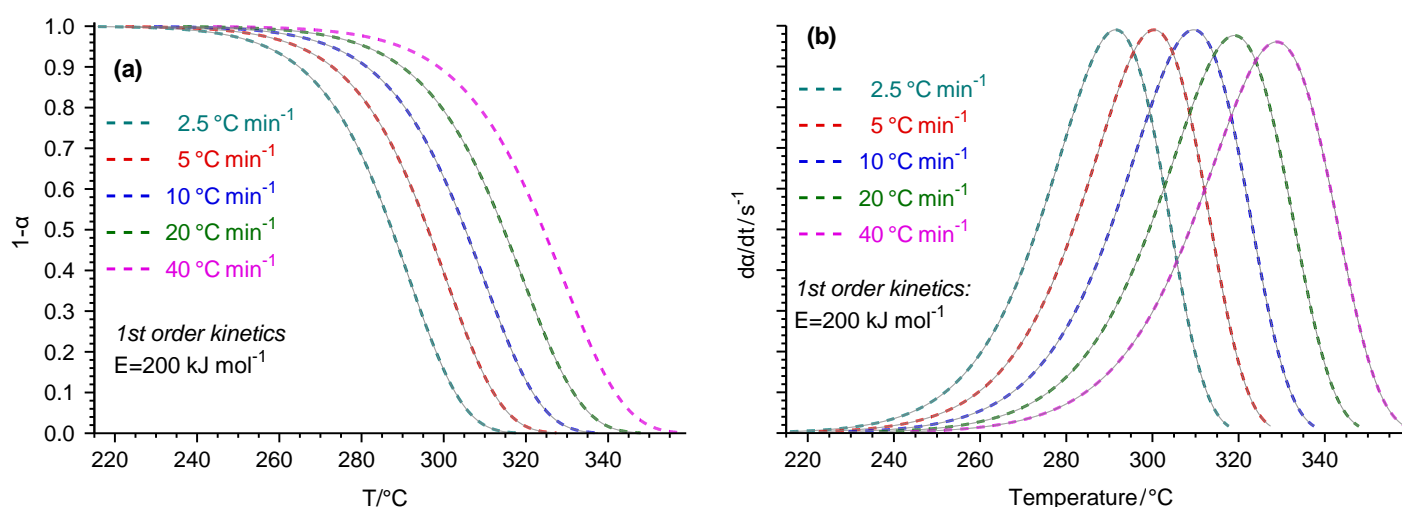 (a)
1.0
0.9
0.8
0.7
0.6
0.5
0.4
0.3
0.2
0.1
0.0
1-α
2.5 °C min⁻¹
5 °C min⁻¹
10 °C min⁻¹
20 °C min⁻¹
40 °C min⁻¹
1st order kinetics
E=200 kJ mol⁻¹
220 240 260 280 300 320 340
T/°C
(b)
dα/dt/s⁻¹
2.5 °C min⁻¹
5 °C min⁻¹
10 °C min⁻¹
20 °C min⁻¹
40 °C min⁻¹
1st order kinetics:
E=200 kJ mol⁻¹
220 240 260 280 300 320 340
Temperature/°C